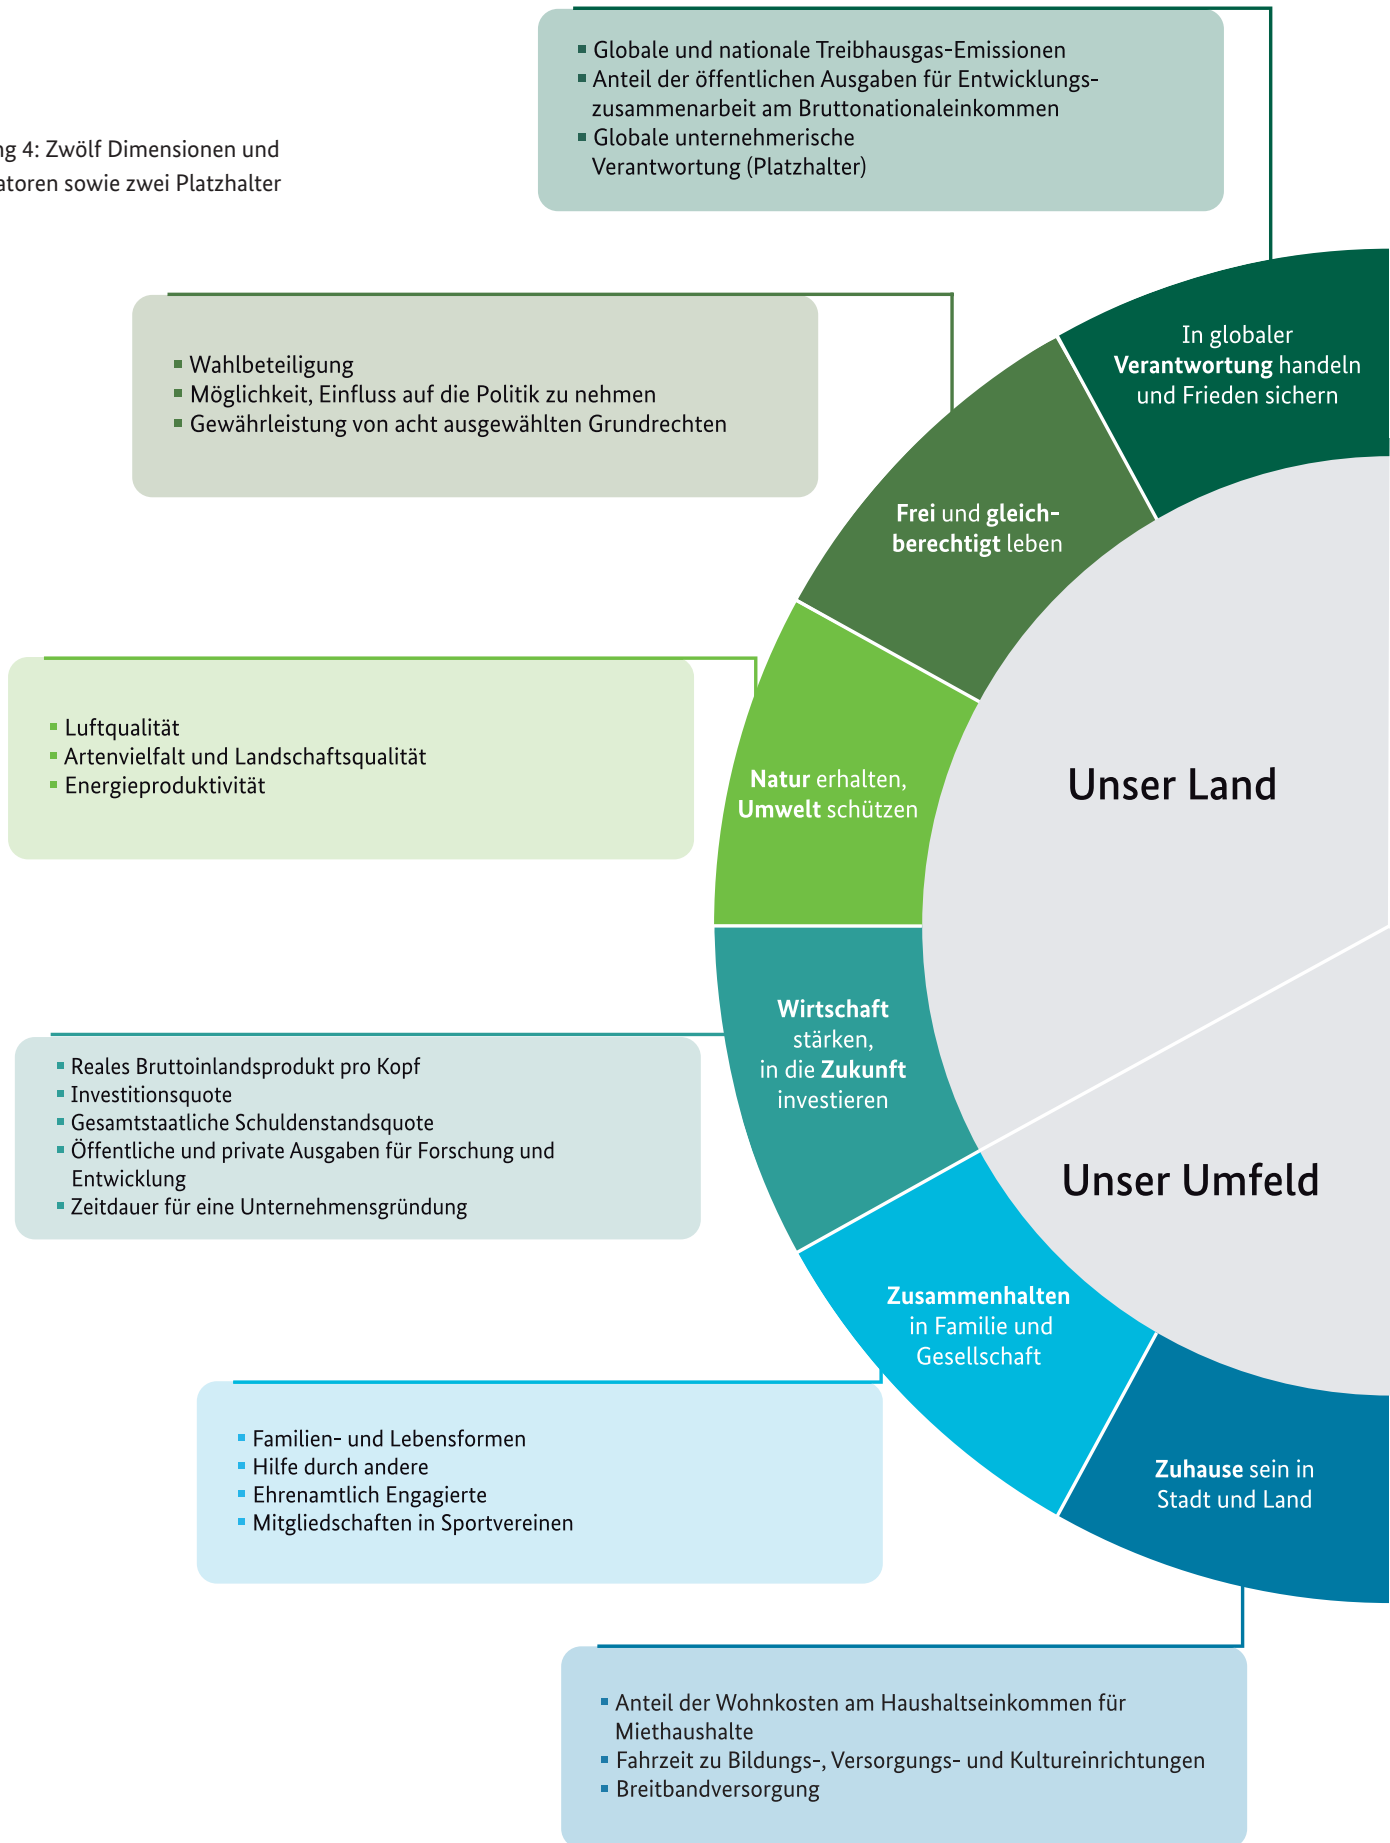 Globale und nationale Treibhausgas-Emissionen
Anteil der öffentlichen Ausgaben für Entwicklungs-
zusammenarbeit am Bruttonationaleinkommen
Globale unternehmerische
Verantwortung (Platzhalter)
4: Zwölf Dimensionen und
sowie zwei Platzhalter
In globaler
Verantwortung handeln
und Frieden sichern
Wahlbeteiligung
Möglichkeit, Einfluss auf die Politik zu nehmen
Gewährleistung von acht ausgewählten Grundrechten
Frei und gleich-
berechtigt leben
Luftqualität
Artenvielfalt und Landschaftsqualität
Energieproduktivität
Natur erhalten,
Umwelt schützen
Unser Land
Wirtschaft
stärken,
in die Zukunft
investieren
Reales Bruttoinlandsprodukt pro Kopf
Investitionsquote
Gesamtstaatliche Schuldenstandsquote
Öffentliche und private Ausgaben für Forschung und
Entwicklung
Zeitdauer für eine Unternehmensgründung
Unser Umfeld
Zusammenhalten
in Familie und
Gesellschaft
Familien- und Lebensformen
Hilfe durch andere
Ehrenamtlich Engagierte
Mitgliedschaften in Sportvereinen
Zuhause sein in
Stadt und Land
Anteil der Wohnkosten am Haushaltseinkommen für
Miethaushalte
Fahrzeit zu Bildungs-, Versorgungs- und Kultureinrichtungen
Breitbandversorgung